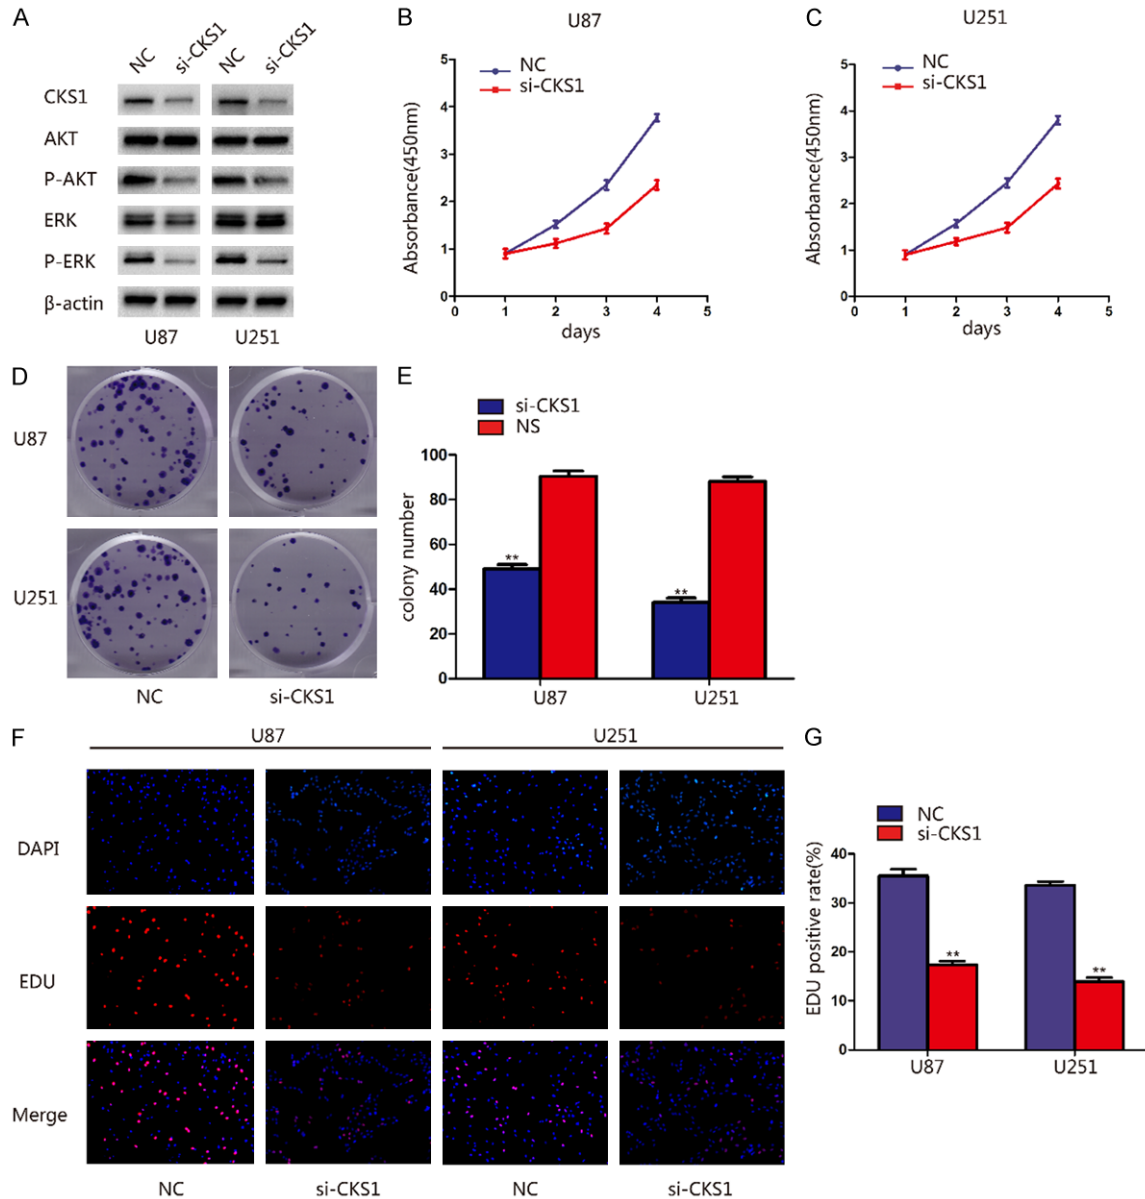 A
NC si-CKS1 NC si-CKS1
CKS1
AKT
P-AKT
ERK
P-ERK
β-actin
U87 U251
B
U87
NC
si-CKS1
Absorbance(450nm)
5
4
3
2
1
0
0 1 2 3 4 5
days
C
U251
NC
si-CKS1
Absorbance(450nm)
5
4
3
2
1
0
0 1 2 3 4 5
days
D
U87
U251
NC si-CKS1
E
si-CKS1
NS
colony number
100
80
60
40
20
0
**
**
U87 U251
F
U87 U251
DAPI
EDU
Merge
NC si-CKS1 NC si-CKS1
G
NC
si-CKS1
EDU positive rate(%)
40
30
20
10
0
**
**
U87 U251